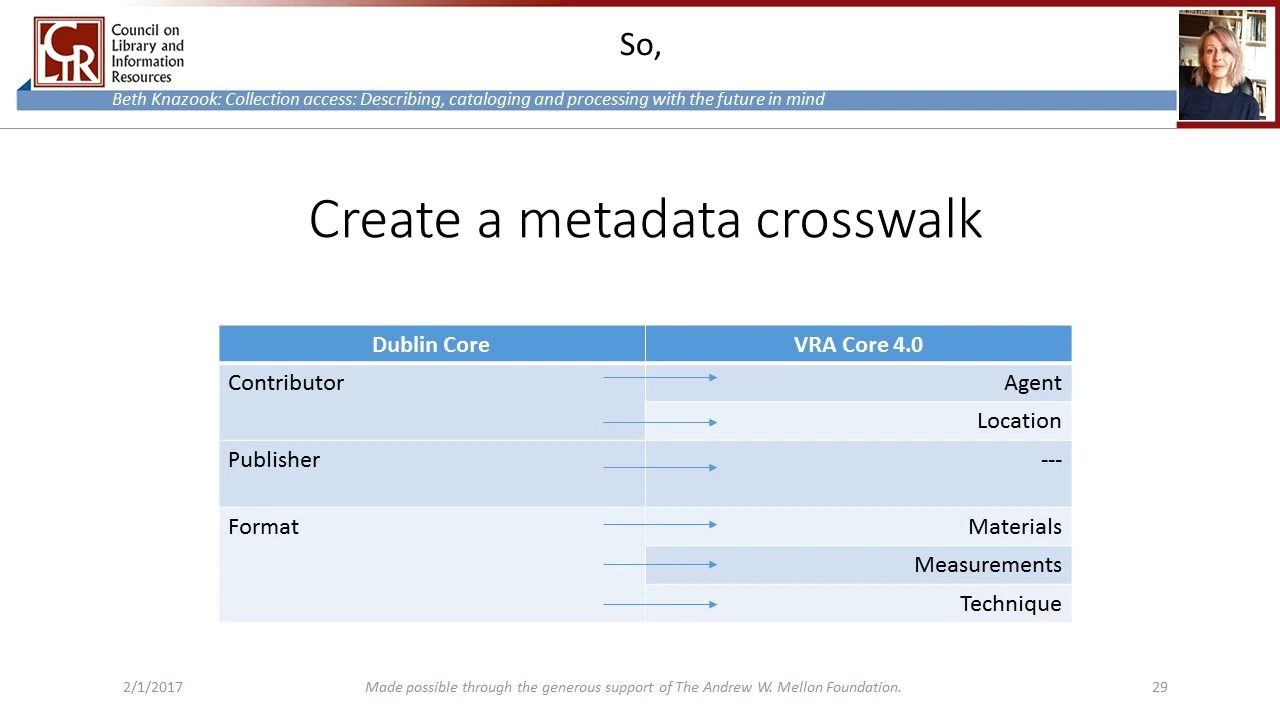 Council on
Library and
Information
Resources
CLIR
So,
Beth Knazook: Collection access: Describing, cataloging and processing with the future in mind
Create a metadata crosswalk
Dublin Core VRA Core 4.0
Contributor Agent
Location
Publisher ---
Format Materials
Measurements
Technique
2/1/2017 Made possible through the generous support of The Andrew W. Mellon Foundation. 29